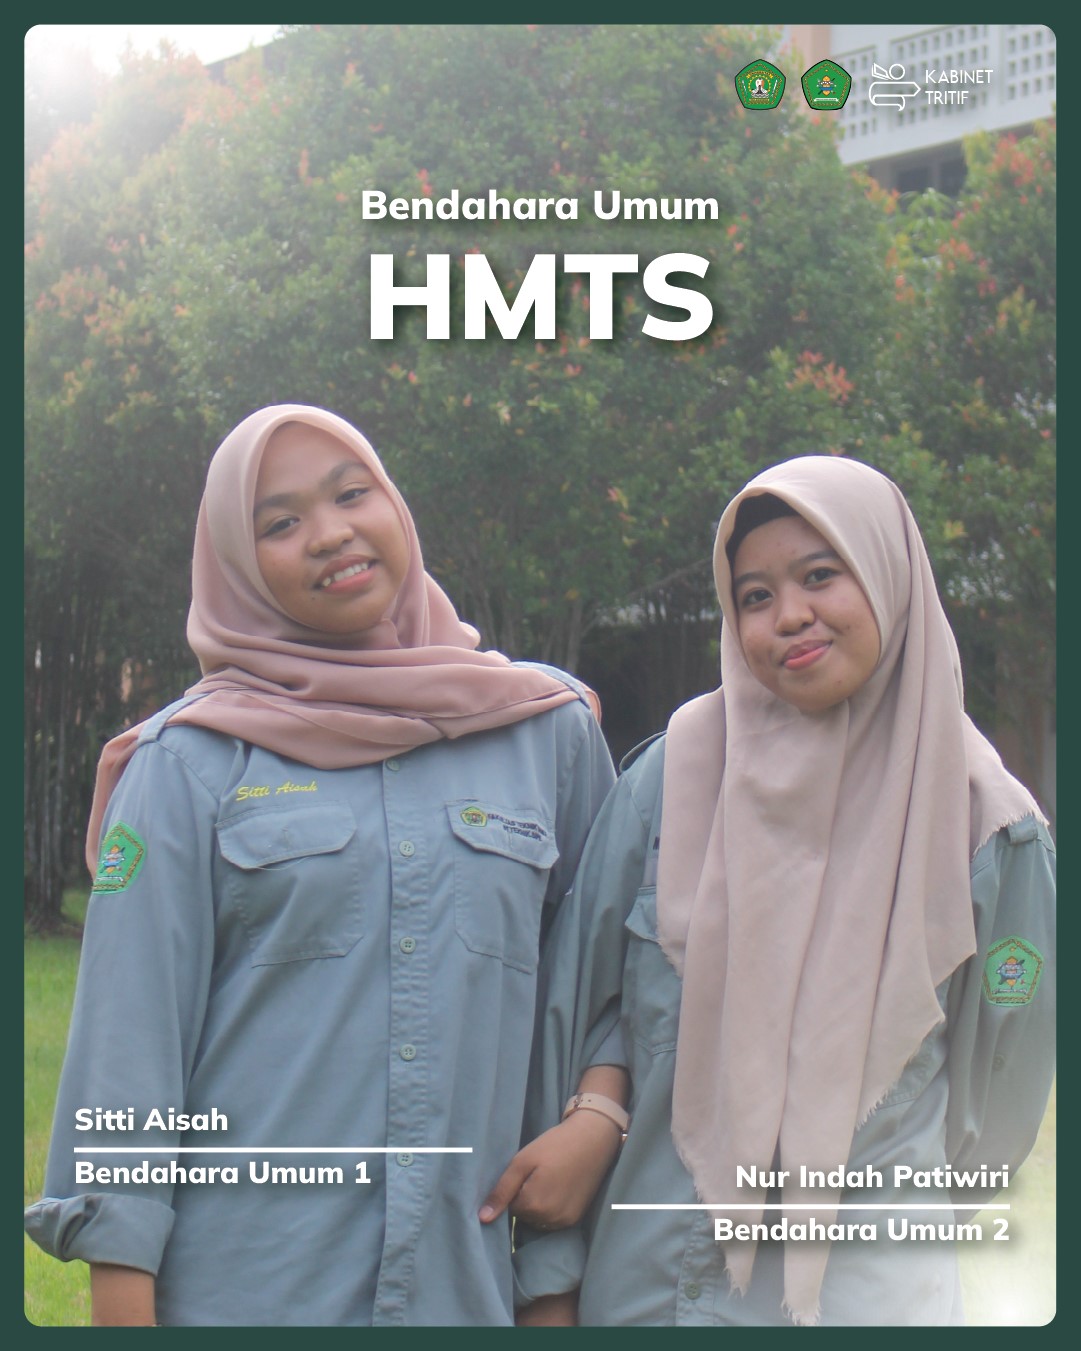 KABINET
TRITIF
Bendahara Umum
HMTS
Sitti Aisah
Sitti Aisah
Bendahara Umum 1
Nur Indah Patiwiri
Bendahara Umum 2